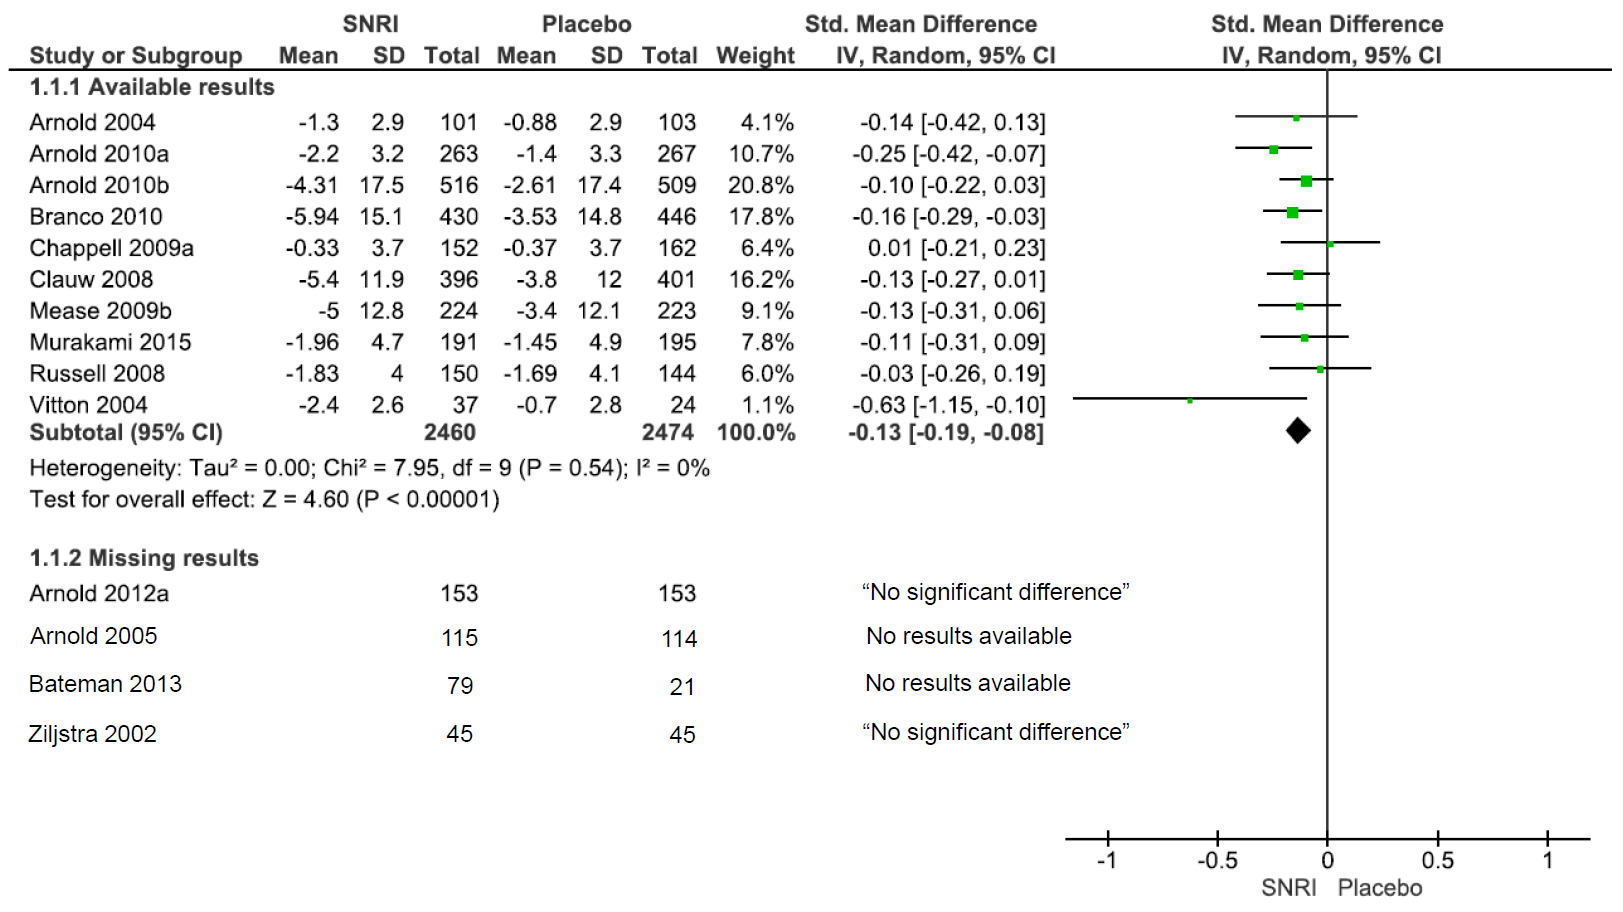 SNRI Placebo Std. Mean Difference Std. Mean Difference
Study or Subgroup Mean SD Total Mean SD Total Weight IV, Random, 95% CI IV, Random, 95% CI
1.1.1 Available results
Arnold 2004 -1.3 2.9 101 -0.88 2.9 103 4.1% -0.14 [-0.42, 0.13]
Arnold 2010a -2.2 3.2 263 -1.4 3.3 267 10.7% -0.25 [-0.42, -0.07]
Arnold 2010b -4.31 17.5 516 -2.61 17.4 509 20.8% -0.10 [-0.22, 0.03]
Branco 2010 -5.94 15.1 430 -3.53 14.8 446 17.8% -0.16 [-0.29, -0.03]
Chappell 2009a -0.33 3.7 152 -0.37 3.7 162 6.4% 0.01 [-0.21, 0.23]
Clauw 2008 -5.4 11.9 396 -3.8 12 401 16.2% -0.13 [-0.27, 0.01]
Mease 2009b -5 12.8 224 -3.4 12.1 223 9.1% -0.13 [-0.31, 0.06]
Murakami 2015 -1.96 4.7 191 -1.45 4.9 195 7.8% -0.11 [-0.31, 0.09]
Russell 2008 -1.83 4 150 -1.69 4.1 144 6.0% -0.03 [-0.26, 0.19]
Vitton 2004 -2.4 2.6 37 -0.7 2.8 24 1.1% -0.63 [-1.15, -0.10]
Subtotal (95% CI) 2460 2474 100.0% -0.13 [-0.19, -0.08]
Heterogeneity: Tau² = 0.00; Chi² = 7.95, df = 9 (P = 0.54); I² = 0%
Test for overall effect: Z = 4.60 (P < 0.00001)
1.1.2 Missing results
Arnold 2012a 153 153 “No significant difference”
Arnold 2005 115 114 No results available
Bateman 2013 79 21 No results available
Ziljstra 2002 45 45 “No significant difference”
-1 -0.5 0 0.5 1
SNRI Placebo